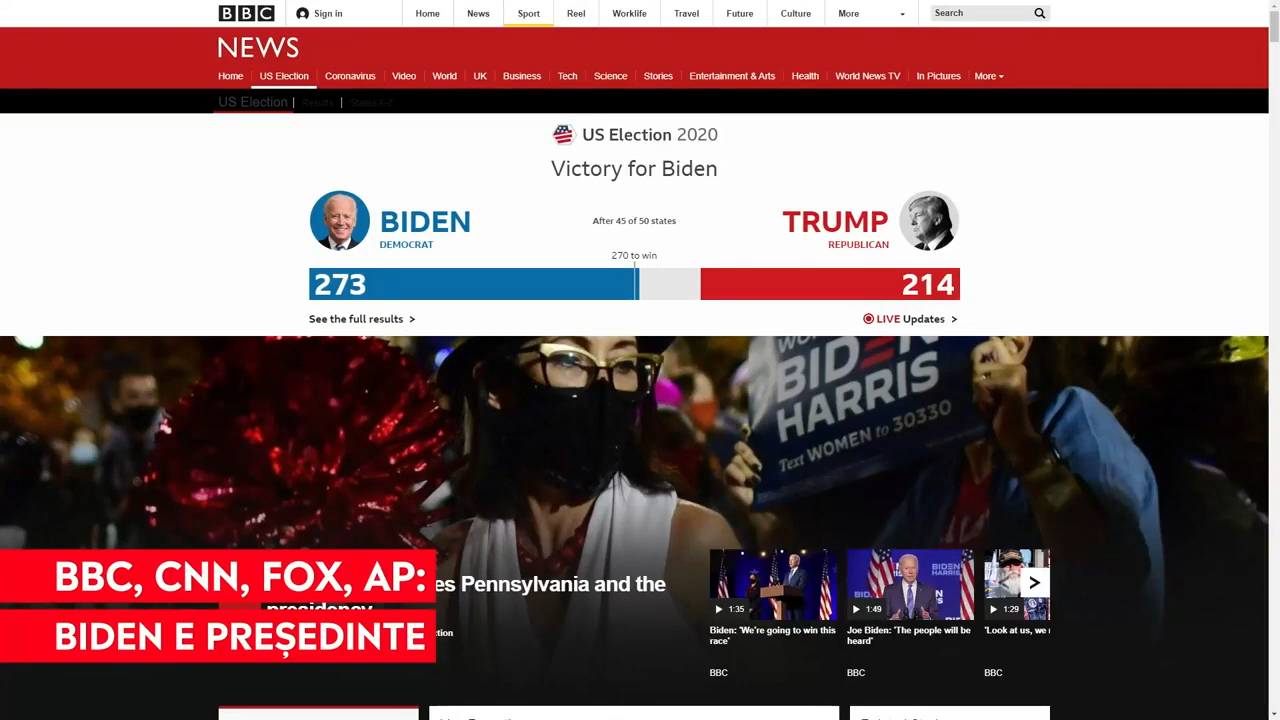 BBC Sign in Home News Sport Reel Worklife Travel Future Culture More Search
NEWS
Home US Election Coronavirus Video World UK Business Tech Science Stories Entertainment & Arts Health World News TV In Pictures More
US Election Results States A-Z
US Election 2020
Victory for Biden
BIDEN
DEMOCRAT
After 45 of 50 states
TRUMP
REPUBLICAN
270 to win
273
214
See the full results >
LIVE Updates >
BIDEN
HARRIS
Text WOMEN to 30330
BBC, CNN, FOX, AP:
BIDEN E PREȘEDINTE
es Pennsylvania and the
presidency
1:35
Biden: 'We're going to win this
race'
BBC
1:49
Joe Biden: 'The people will be
heard'
BBC
1:29
'Look at us, we
BBC